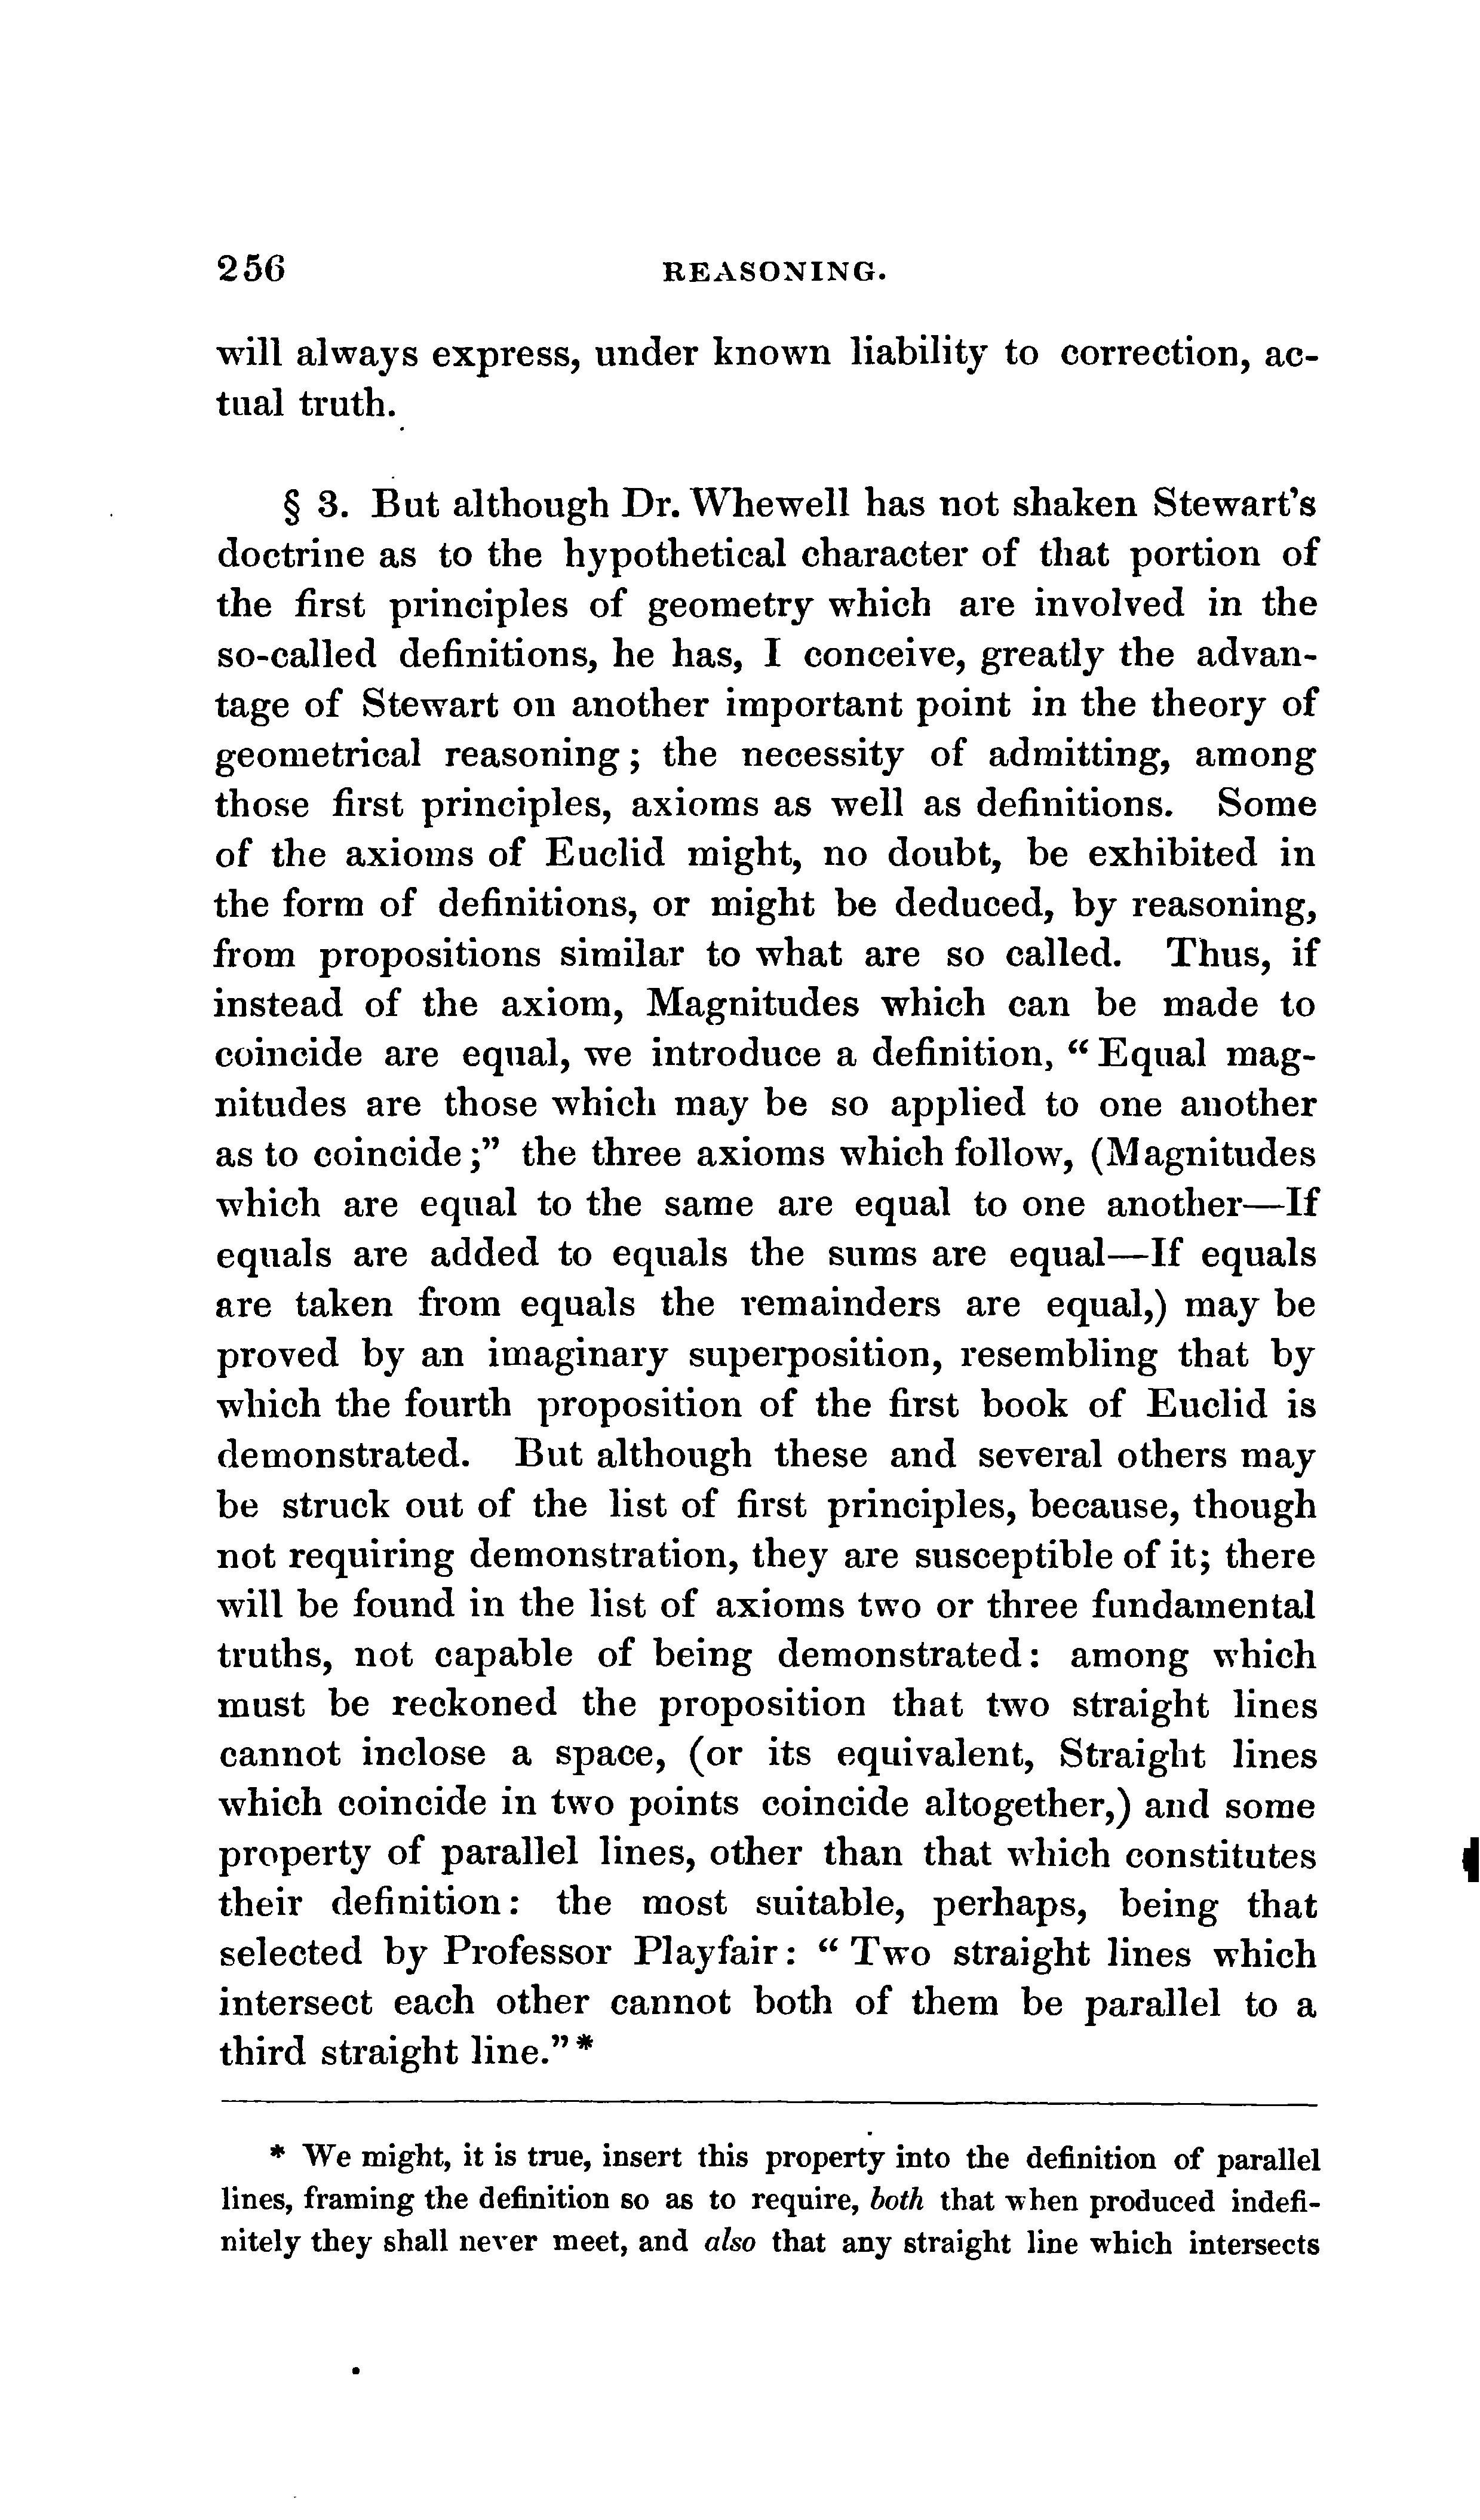 256 REASONING.
will always express, under known liability to correction, ac-
tual truth.
§ 3. But although Dr. Whewell has not shaken Stewart's
doctrine as to the hypothetical character of that portion of
the first principles of geometry which are involved in the
so-called definitions, he has, I conceive, greatly the advan-
tage of Stewart on another important point in the theory of
geometrical reasoning; the necessity of admitting, among
those first principles, axioms as well as definitions. Some
of the axioms of Euclid might, no doubt, be exhibited in
the form of definitions, or might be deduced, by reasoning,
from propositions similar to what are so called. Thus, if
instead of the axiom, Magnitudes which can be made to
coincide are equal, we introduce a definition, “Equal mag-
nitudes are those which may be so applied to one another
as to coincide;” the three axioms which follow, (Magnitudes
which are equal to the same are equal to one another—If
equals are added to equals the sums are equal—If equals
are taken from equals the remainders are equal,) may be
proved by an imaginary superposition, resembling that by
which the fourth proposition of the first book of Euclid is
demonstrated. But although these and several others may
be struck out of the list of first principles, because, though
not requiring demonstration, they are susceptible of it; there
will be found in the list of axioms two or three fundamental
truths, not capable of being demonstrated: among which
must be reckoned the proposition that two straight lines
cannot inclose a space, (or its equivalent, Straight lines
which coincide in two points coincide altogether,) and some
property of parallel lines, other than that which constitutes
their definition: the most suitable, perhaps, being that
selected by Professor Playfair: “Two straight lines which
intersect each other cannot both of them be parallel to a
third straight line.”*
* We might, it is true, insert this property into the definition of parallel
lines, framing the definition so as to require, both that when produced indefi-
nitely they shall never meet, and also that any straight line which intersects